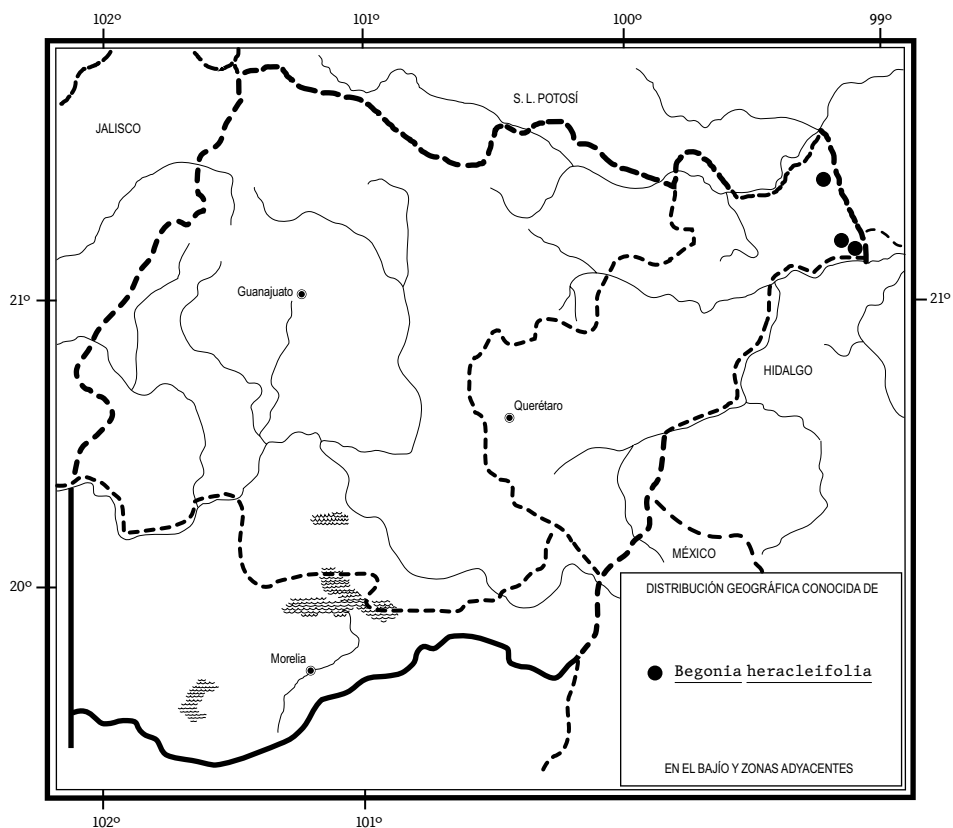 102º 101º 100º 99º
S. L. POTOSÍ
JALISCO
Guanajuato
21º 21º
HIDALGO
Querétaro
MÉXICO
20º
DISTRIBUCIÓN GEOGRÁFICA CONOCIDA DE
Morelia
Begonia heracleifolia
EN EL BAJÍO Y ZONAS ADYACENTES
102º 101º